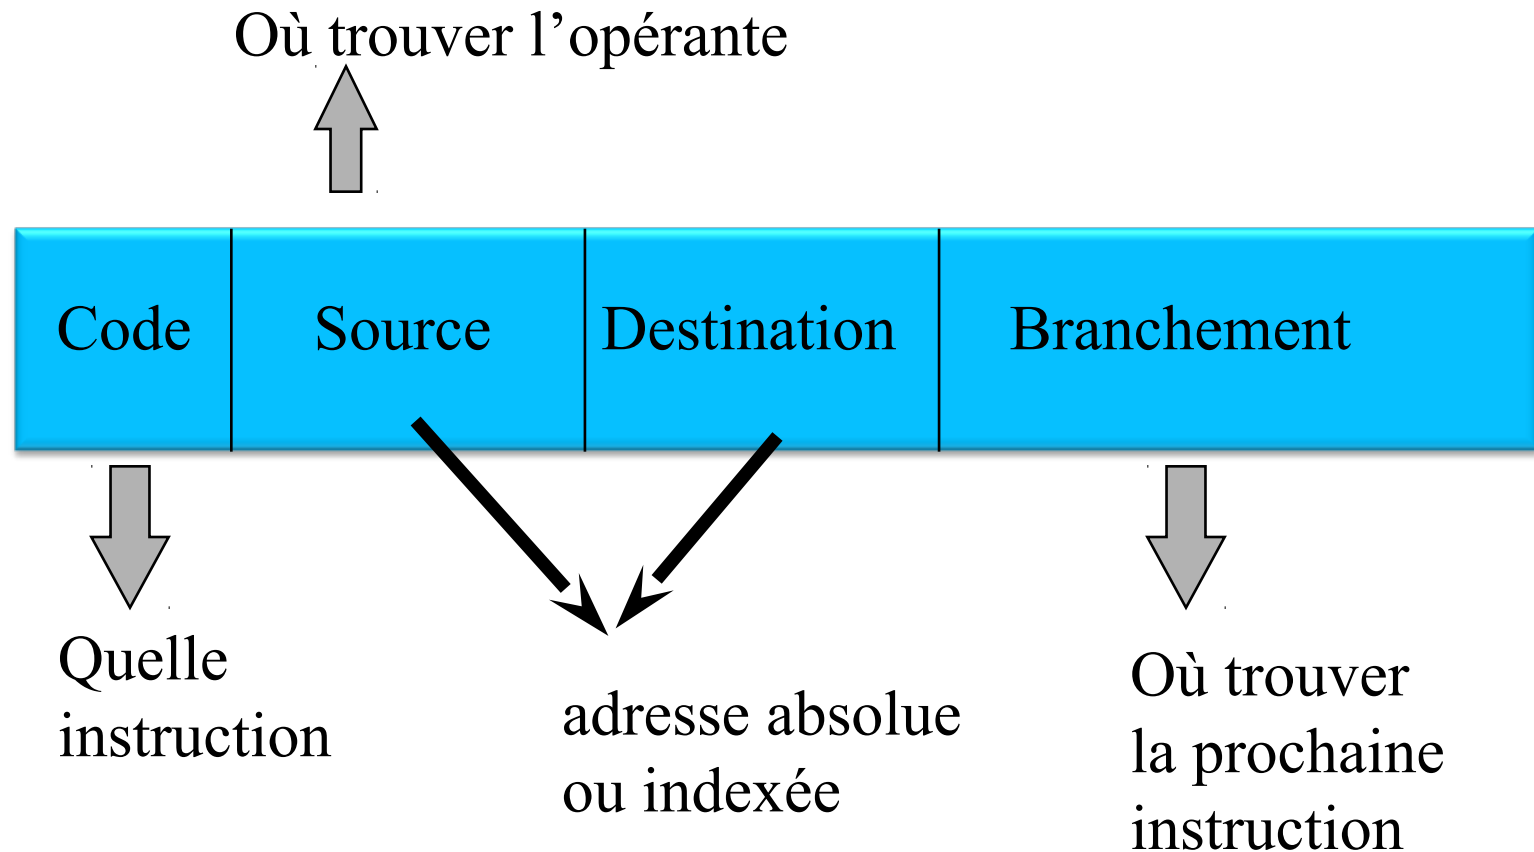 Où trouver l’opérante
Code
Source
Destination
Branchement
Quelle
instruction
adresse absolue
ou indexée
Où trouver
la prochaine
instruction